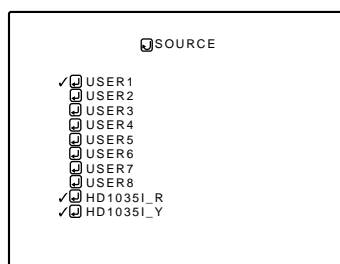 SOURCE
✓ USER1
USER2
USER3
USER4
USER5
USER6
USER7
USER8
✓ HD1035I_R
✓ HD1035I_Y